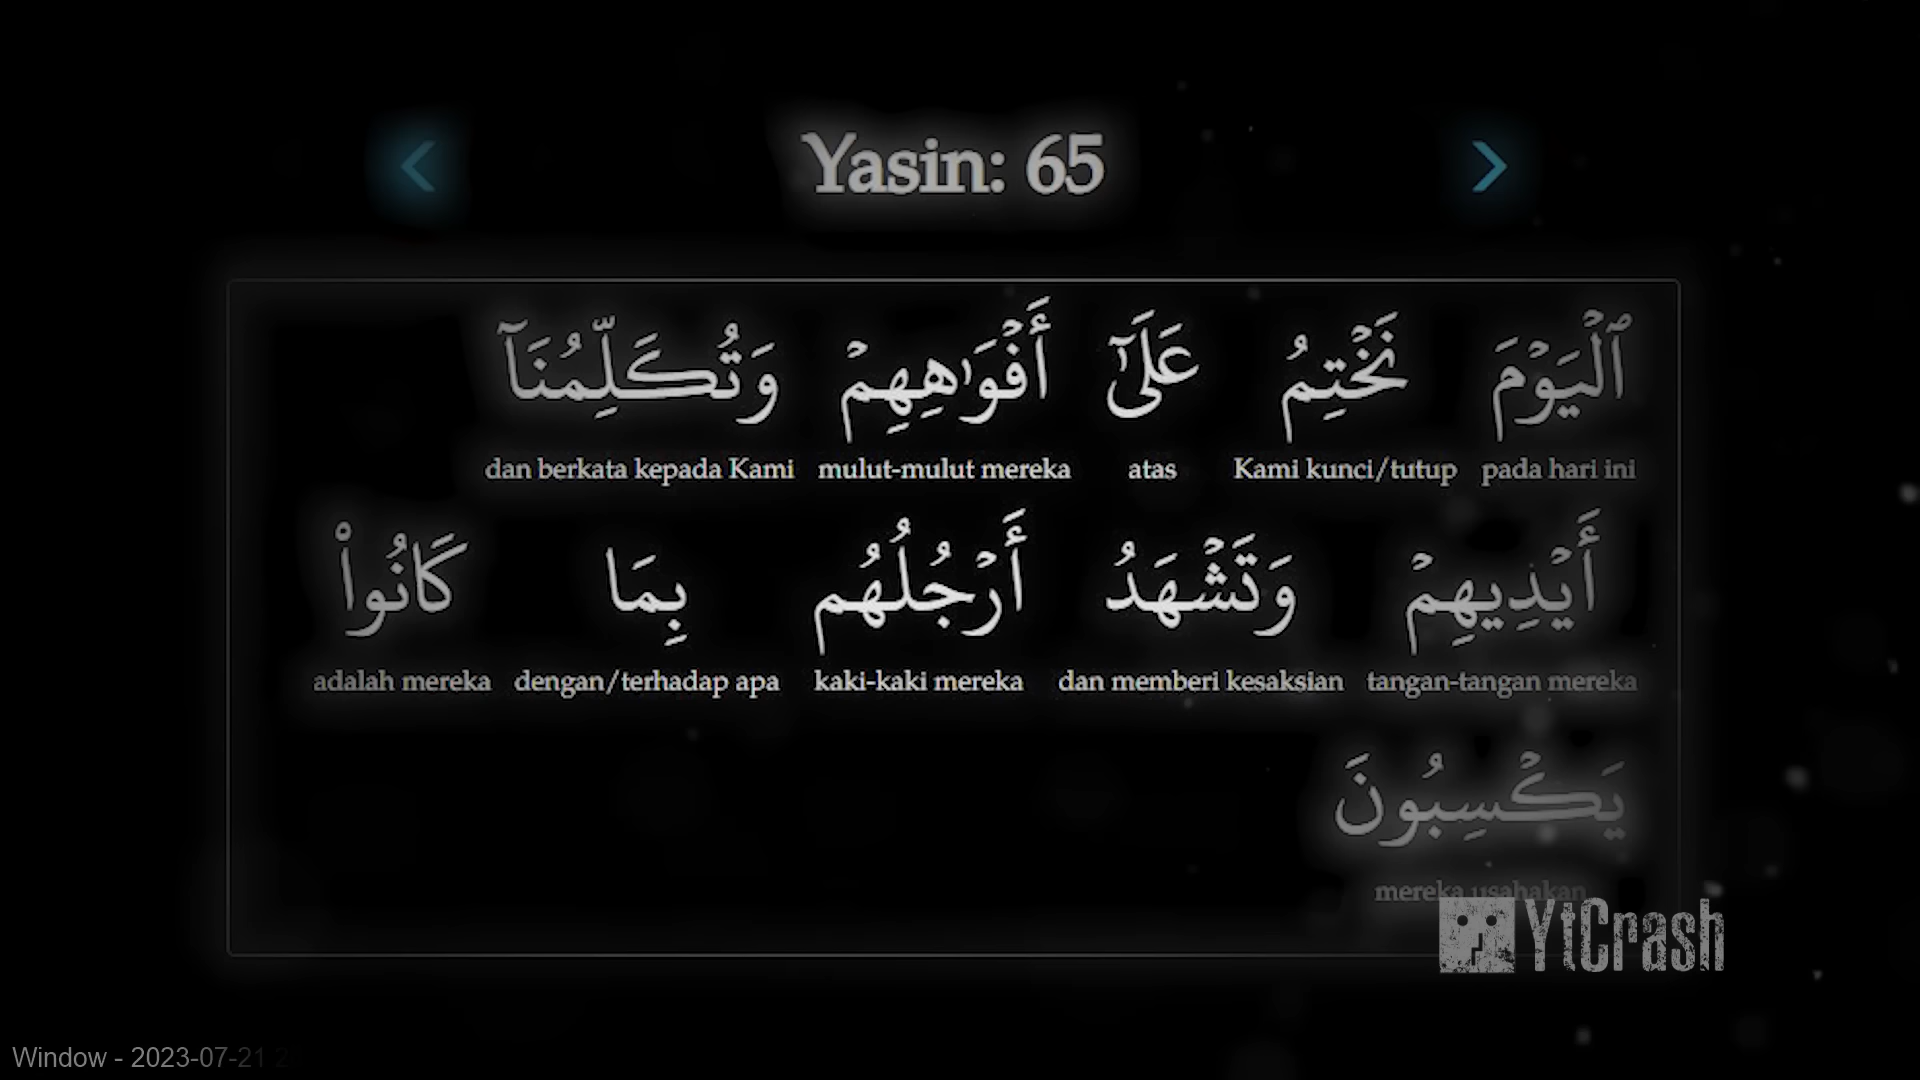 Yasin: 65
ٱلْيَوْمَ نَخْتِمُ عَلَىٰٓ أَفْوَٰهِهِمْ وَتُكَلِّمُنَآ
pada hari ini Kami kunci/tutup atas mulut-mulut mereka dan berkata kepada Kami
أَيْدِيهِمْ وَتَشْهَدُ أَرْجُلُهُم بِمَا كَانُوا۟
tangan-tangan mereka dan memberi kesaksian kaki-kaki mereka dengan/terhadap apa adalah mereka
يَكْسِبُونَ
mereka usahakan
YtCrash
Window - 2023-07-21